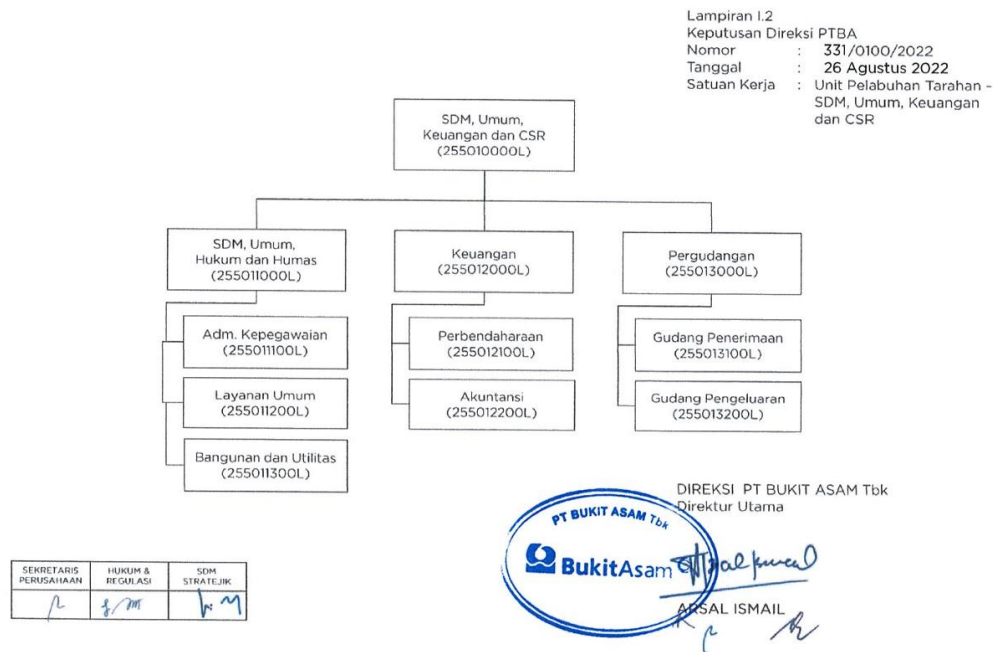 Lampiran I.2
Keputusan Direksi PTBA
Nomor : 331/0100/2022
Tanggal : 26 Agustus 2022
Satuan Kerja : Unit Pelabuhan Tarahan -
SDM, Umum, Keuangan
dan CSR
SDM, Umum,
Keuangan dan CSR
(255010000L)
SDM, Umum,
Hukum dan Humas
(255011000L)
Adm. Kepegawaian
(255011100L)
Layanan Umum
(255011200L)
Bangunan dan Utilitas
(255011300L)
Keuangan
(255012000L)
Perbendaharaan
(255012100L)
Akuntansi
(255012200L)
Pergudangan
(255013000L)
Gudang Penerimaan
(255013100L)
Gudang Pengeluaran
(255013200L)
DIREKSI PT BUKIT ASAM Tbk
Direktur Utama
PT BUKIT ASAM Tbk
BukitAsam
ARSAL ISMAIL
SEKRETARIS
PERUSAHAAN
HUKUM &
REGULASI
SDM
STRATEJIK